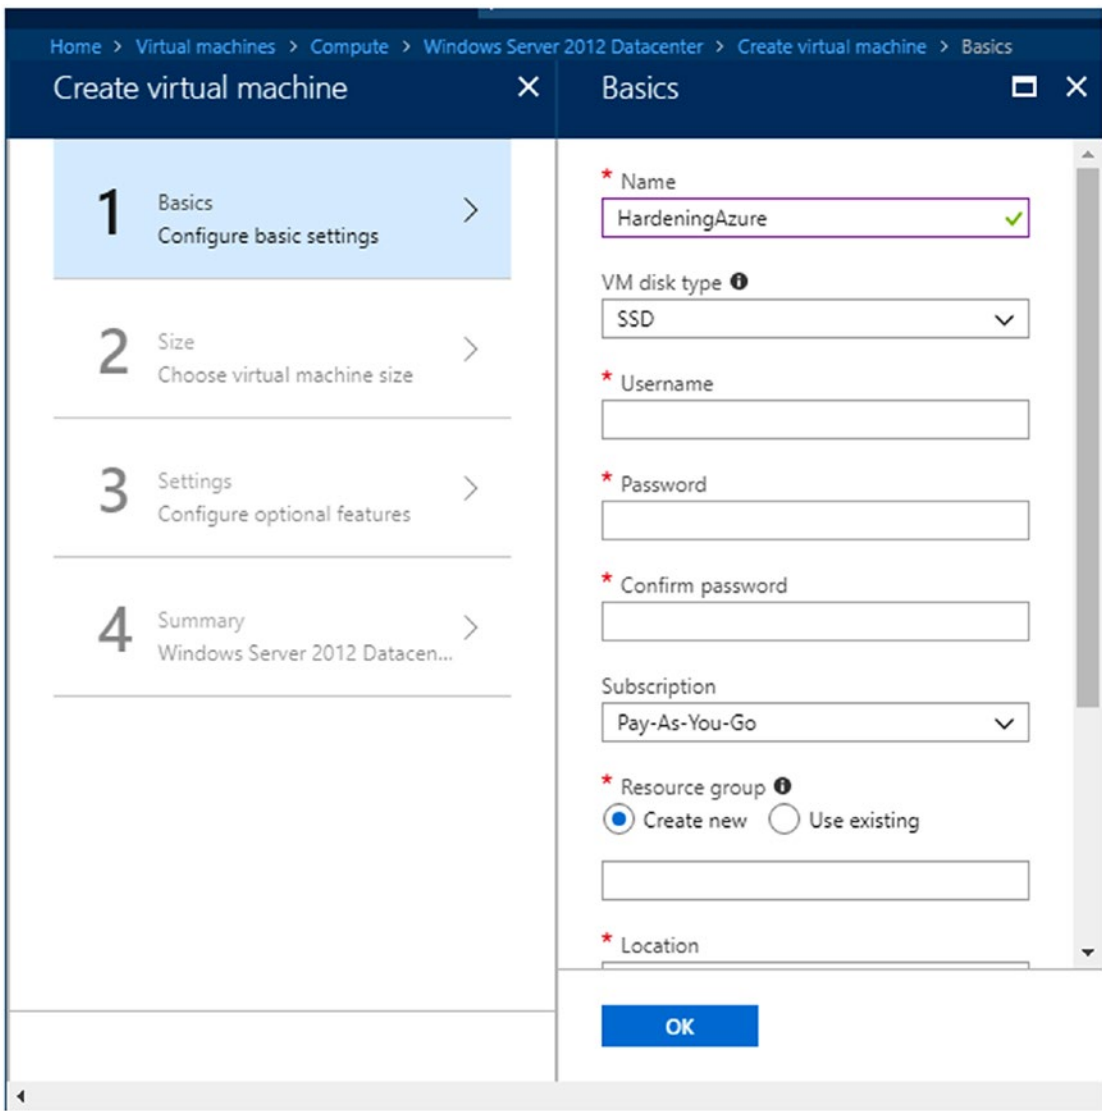 Home > Virtual machines > Compute > Windows Server 2012 Datacenter > Create virtual machine > Basics
Create virtual machine
1
Basics
Configure basic settings
2
Size
Choose virtual machine size
3
Settings
Configure optional features
4
Summary
Windows Server 2012 Datacen...
Basics
* Name
HardeningAzure
VM disk type
SSD
* Username
* Password
* Confirm password
Subscription
Pay-As-You-Go
* Resource group
Create new Use existing
* Location
OK